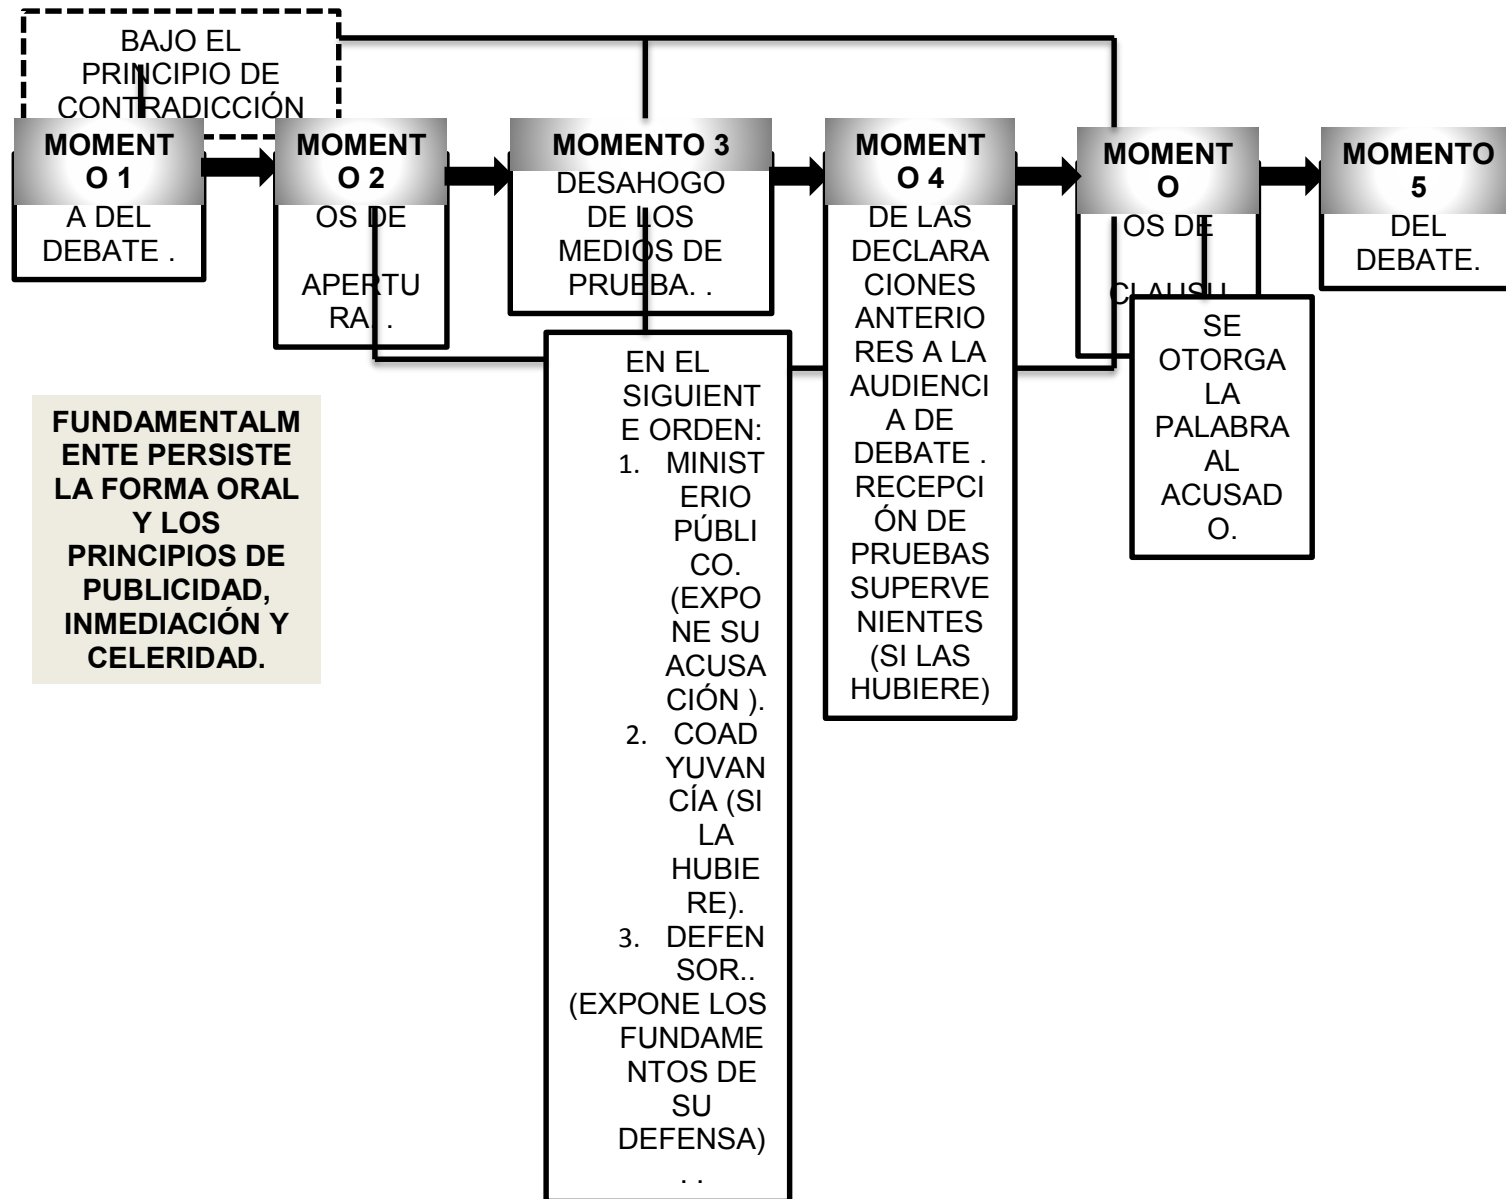 BAJO EL
PRINCIPIO DE
CONTRADICCIÓN
MOMENT
O 1
A DEL
DEBATE .
MOMENT
O 2
OS DE
APERTU
RA. .
MOMENTO 3
DESAHOGO
DE LOS
MEDIOS DE
PRUEBA. .
MOMENT
O 4
DE LAS
DECLARA
CIONES
ANTERIO
RES A LA
AUDIENCI
A DE
DEBATE .
RECEPCI
ÓN DE
PRUEBAS
SUPERVE
NIENTES
(SI LAS
HUBIERE)
MOMENT
O
OS DE
CLAUSU
MOMENTO
5
DEL
DEBATE.
SE
OTORGA
LA
PALABRA
AL
ACUSAD
O.
EN EL
SIGUIENT
E ORDEN:
1. MINIST
ERIO
PÚBLI
CO.
(EXPO
NE SU
ACUSA
CIÓN ).
2. COAD
YUVAN
CÍA (SI
LA
HUBIE
RE).
3. DEFEN
SOR..
(EXPONE LOS
FUNDAME
NTOS DE
SU
DEFENSA)
. .
FUNDAMENTALM
ENTE PERSISTE
LA FORMA ORAL
Y LOS
PRINCIPIOS DE
PUBLICIDAD,
INMEDIACIÓN Y
CELERIDAD.